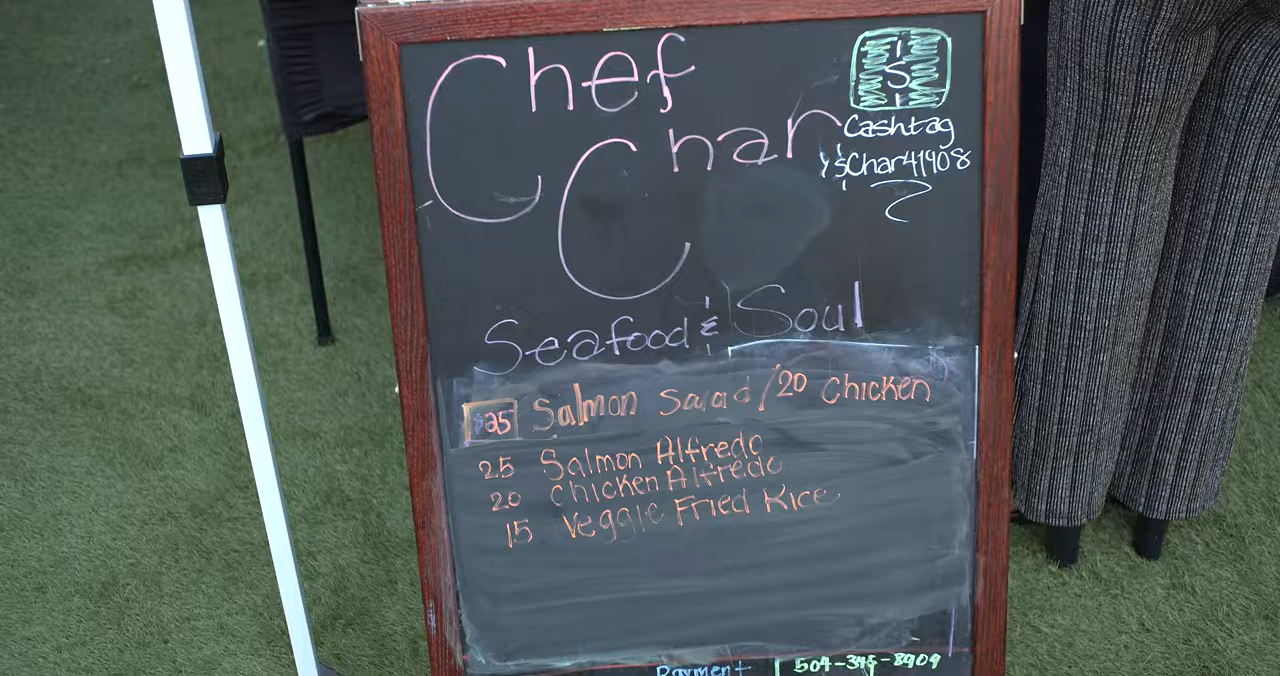 Chef
Char
$
Cashtag
$Char41908
Seafood & Soul
$25 Salmon Salad / 20 Chicken
25 Salmon Alfredo
20 Chicken Alfredo
15 Veggie Fried Rice
Payment 504-345-8909